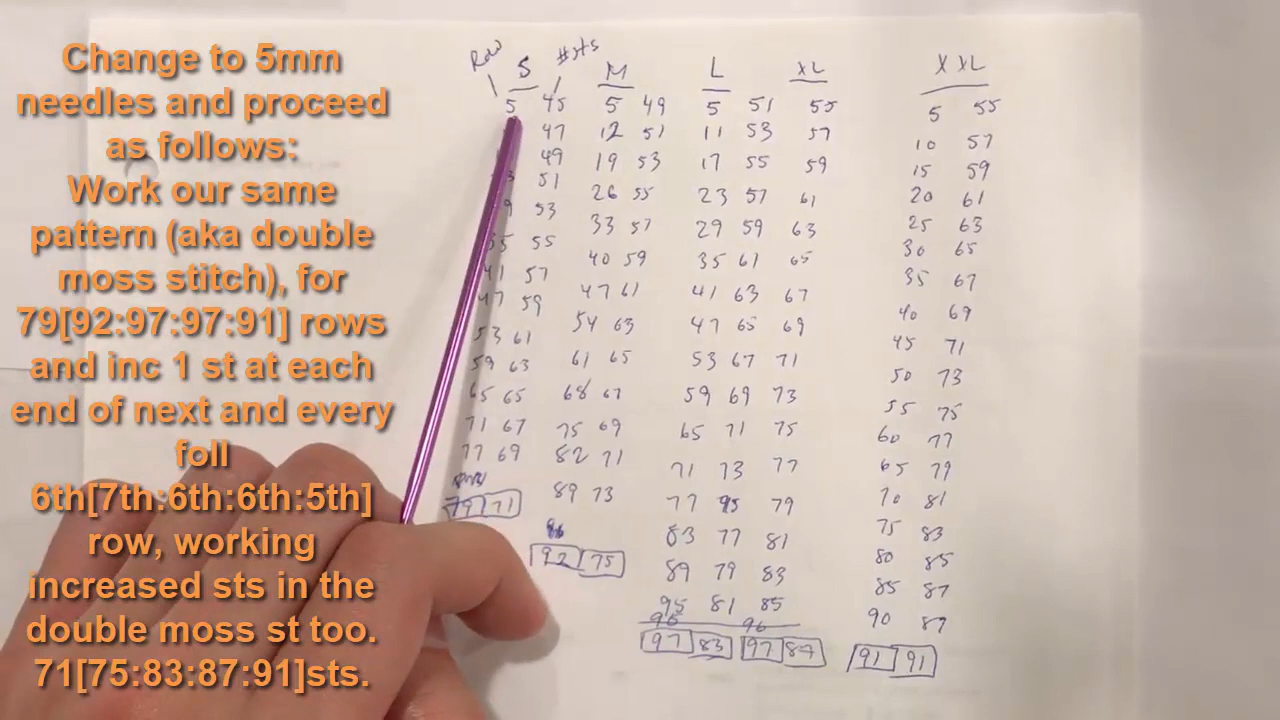 Change to 5mm
needles and proceed
as follows:
Work our same
pattern (aka double
moss stitch), for
79[92:97:97:91] rows
and inc 1 st at each
end of next and every
foll
6th[7th:6th:6th:5th]
row, working
increased sts in the
double moss st too.
71[75:83:87:91]sts.
Row S #sts M L XL XXL
5 45 5 49 5 51 55 5 55
47 12 51 11 53 57 10 57
49 19 53 17 55 59 15 59
51 26 55 23 57 61 20 61
53 33 57 29 59 63 25 63
35 55 40 59 35 61 65 30 65
41 57 47 61 41 63 67 35 67
47 59 54 63 47 65 69 40 69
53 61 61 65 53 67 71 45 71
59 63 68 67 59 69 73 50 73
65 65 75 69 65 71 75 55 75
71 67 82 71 71 73 77 60 77
77 69 89 73 77 79 65 79
79 71 83 77 81 70 81
92 75 89 79 83 75 83
95 81 85 80 85
96 96 85 87
97 83 97 87 90 89
91 91